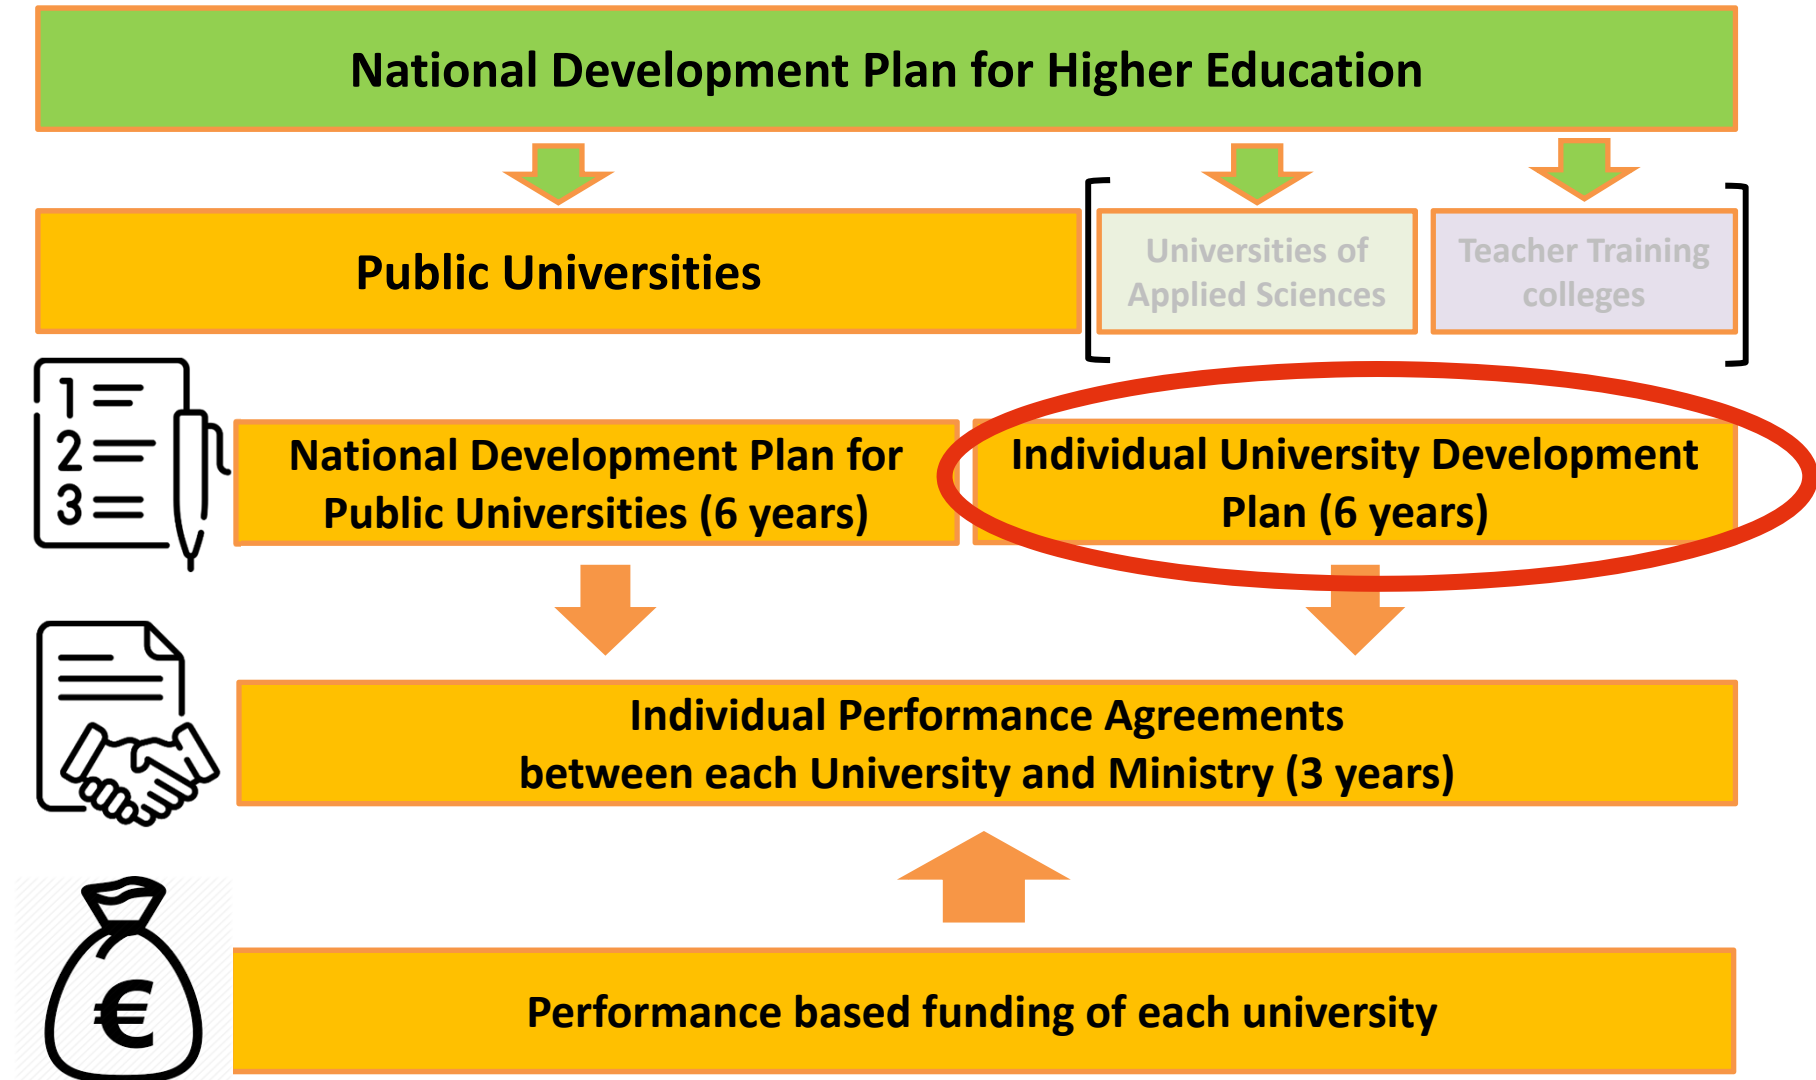 National Development Plan for Higher Education
Public Universities
Universities of
Applied Sciences
Teacher Training
colleges
1
2
3
National Development Plan for
Public Universities (6 years)
Individual University Development
Plan (6 years)
Individual Performance Agreements
between each University and Ministry (3 years)
€
Performance based funding of each university